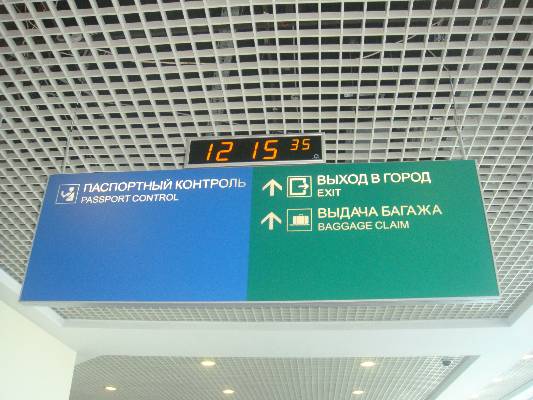 12 15 35
ПАСПОРТНЫЙ КОНТРОЛЬ
PASSPORT CONTROL
ВЫХОД В ГОРОД
EXIT
ВЫДАЧА БАГАЖА
BAGGAGE CLAIM